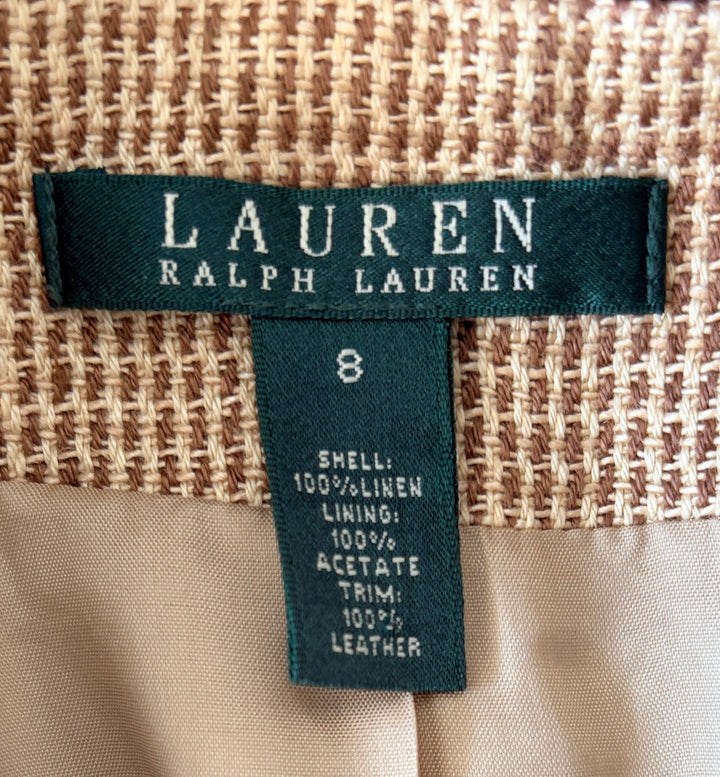 LAUREN
RALPH LAUREN
8
SHELL:
100%LINEN
LINING:
100%
ACETATE
TRIM:
100%
LEATHER